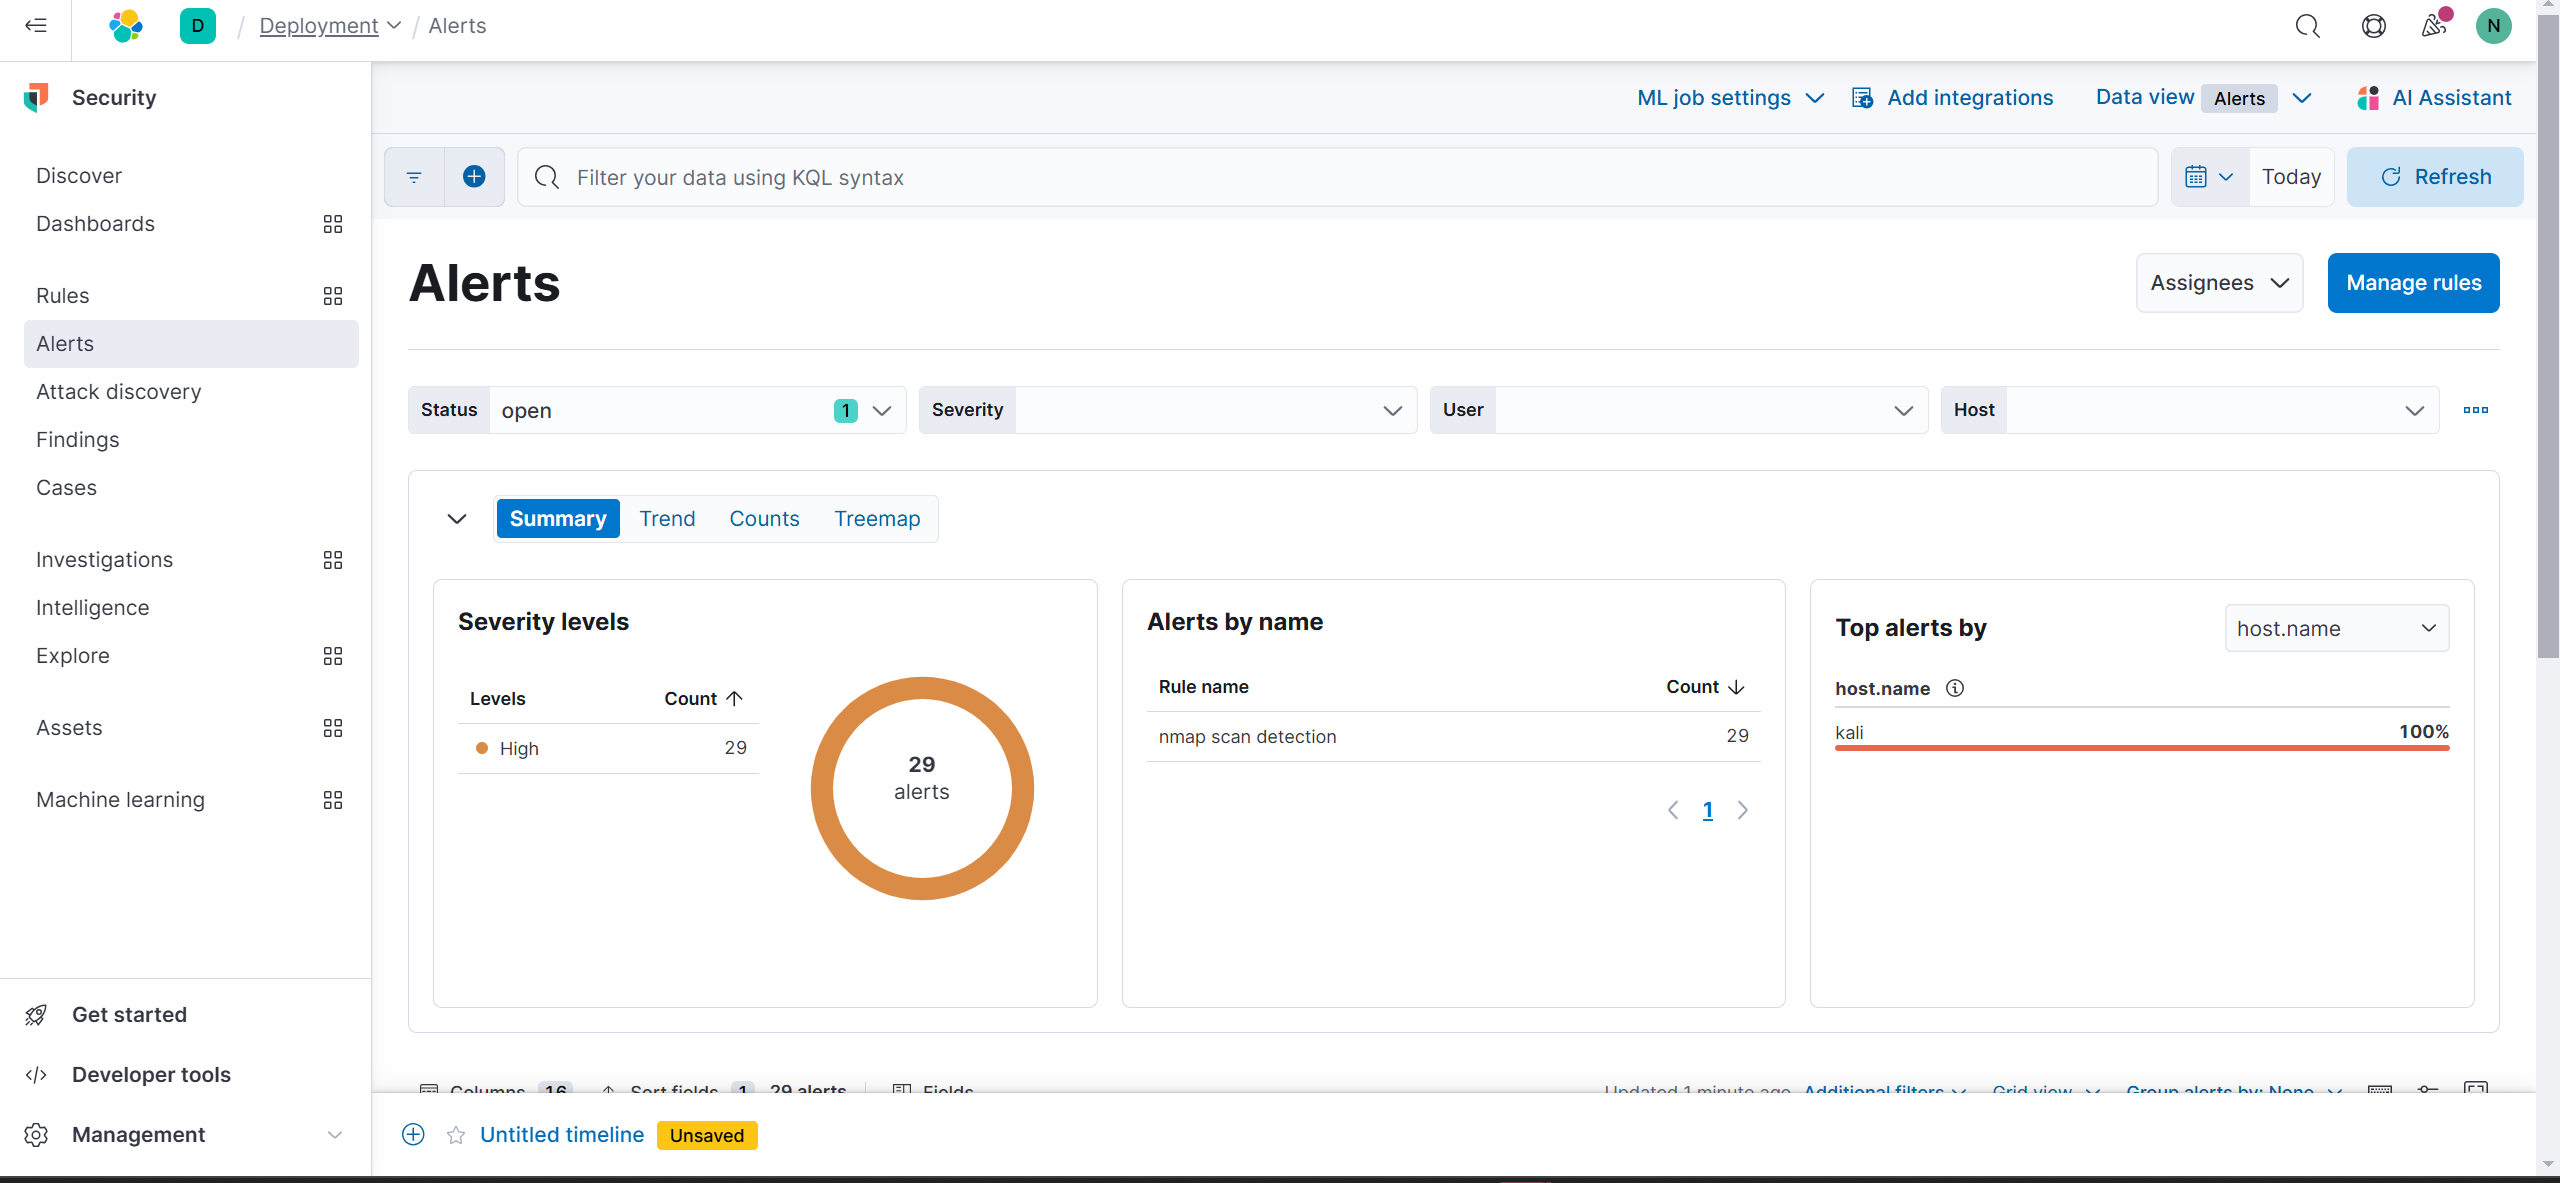 D / Deployment / Alerts
N
Security
ML job settings
Add integrations
Data view Alerts
AI Assistant
Discover
Dashboards
Rules
Alerts
Attack discovery
Findings
Cases
Investigations
Intelligence
Explore
Assets
Machine learning
Get started
Developer tools
Management
Filter your data using KQL syntax
Today
Refresh
Alerts
Assignees
Manage rules
Status open 1
Severity
User
Host
Summary Trend Counts Treemap
Severity levels
Levels Count
High 29
29
alerts
Alerts by name
Rule name Count
nmap scan detection 29
1
Top alerts by host.name
host.name
kali 100%
Columns 16 Sort fields 1 29 alerts Fields
Updated 1 minute ago Additional filters Grid view Group alerts by: None
Untitled timeline Unsaved